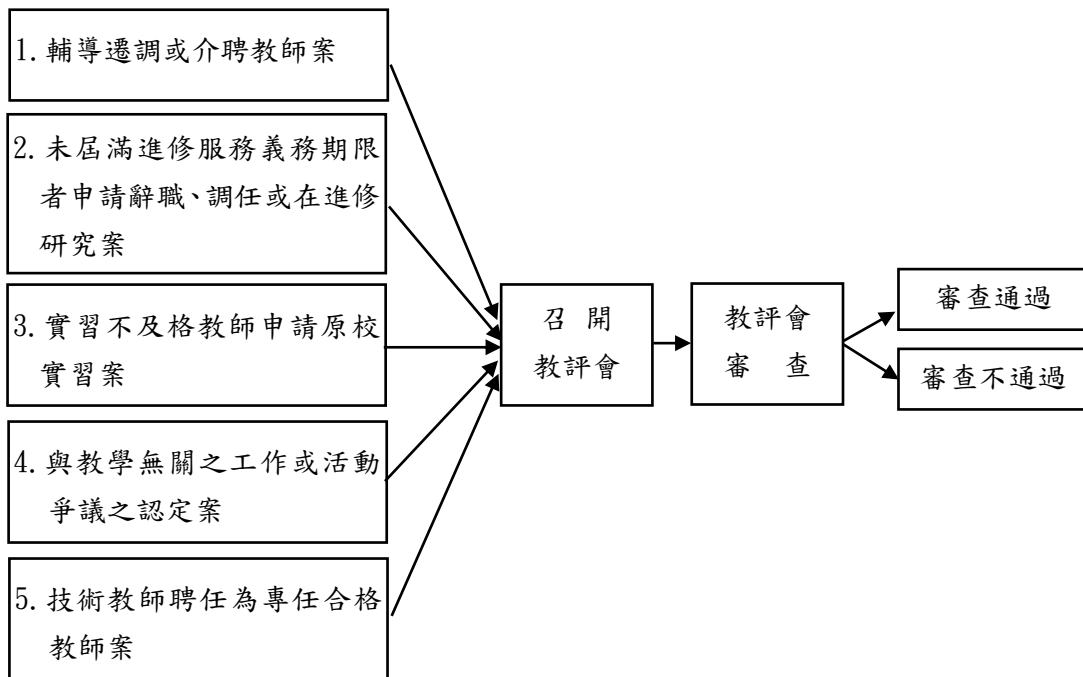 1. 輔導遷調或介聘教師案
2. 未屆滿進修服務義務期限
者申請辭職、調任或在進修
研究案
3. 實習不及格教師申請原校
實習案
4. 與教學無關之工作或活動
爭議之認定案
5. 技術教師聘任為專任合格
教師案
召 開
教評會
教評會
審 查
審查通過
審查不通過